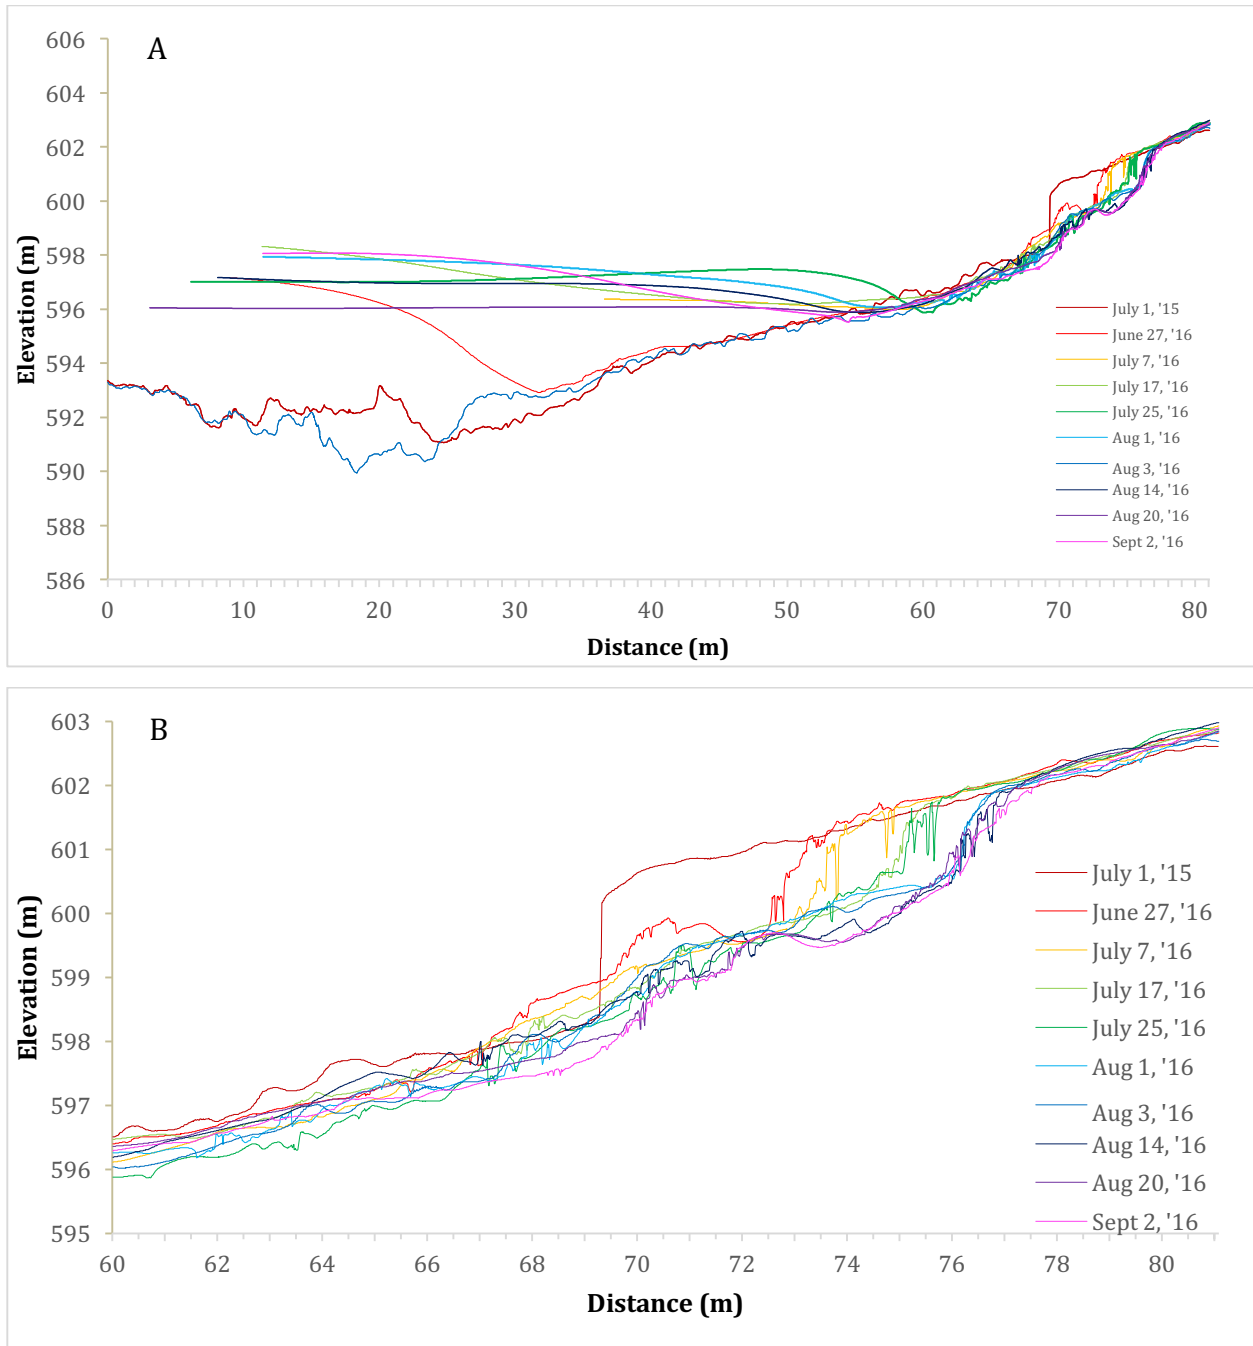 A
606
604
602
600
598
596
594
592
590
588
586
Elevation (m)
0 10 20 30 40 50 60 70 80
Distance (m)
July 1, '15
June 27, '16
July 7, '16
July 17, '16
July 25, '16
Aug 1, '16
Aug 3, '16
Aug 14, '16
Aug 20, '16
Sept 2, '16
B
603
602
601
600
599
598
597
596
595
Elevation (m)
60 62 64 66 68 70 72 74 76 78 80
Distance (m)
July 1, '15
June 27, '16
July 7, '16
July 17, '16
July 25, '16
Aug 1, '16
Aug 3, '16
Aug 14, '16
Aug 20, '16
Sept 2, '16